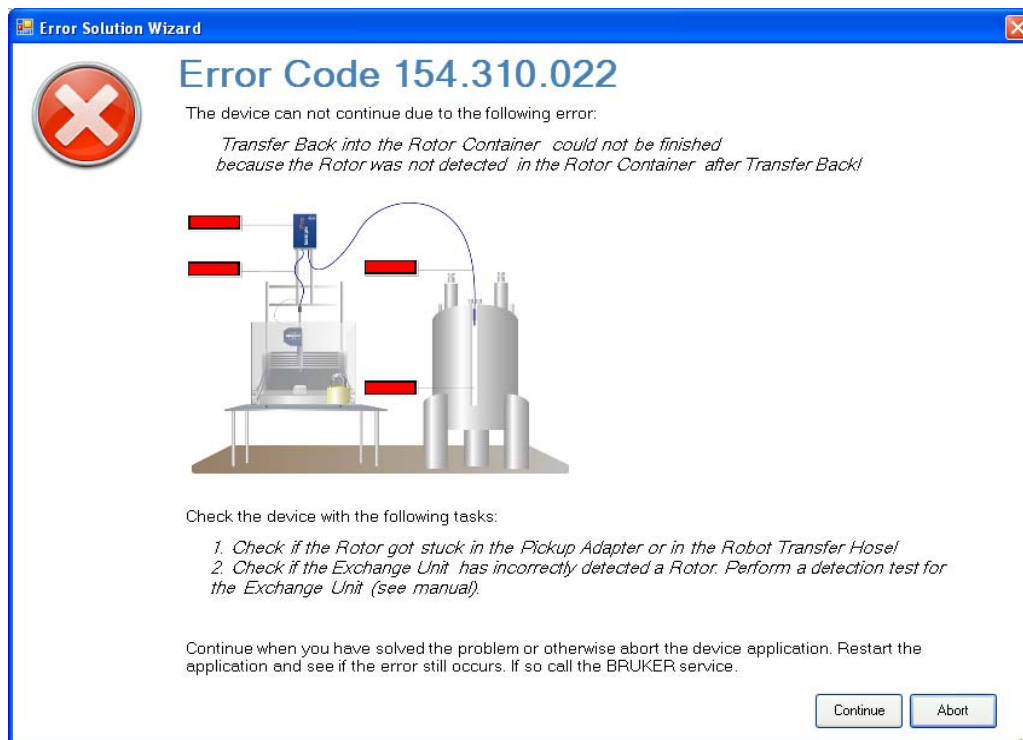 Error Solution Wizard
Error Code 154.310.022
The device can not continue due to the following error:
Transfer Back into the Rotor Container could not be finished
because the Rotor was not detected in the Rotor Container after Transfer Back!
Check the device with the following tasks:
1. Check if the Rotor got stuck in the Pickup Adapter or in the Robot Transfer Hose!
2. Check if the Exchange Unit has incorrectly detected a Rotor. Perform a detection test for
the Exchange Unit (see manual).
Continue when you have solved the problem or otherwise abort the device application. Restart the
application and see if the error still occurs. If so call the BRUKER service.
Continue
Abort